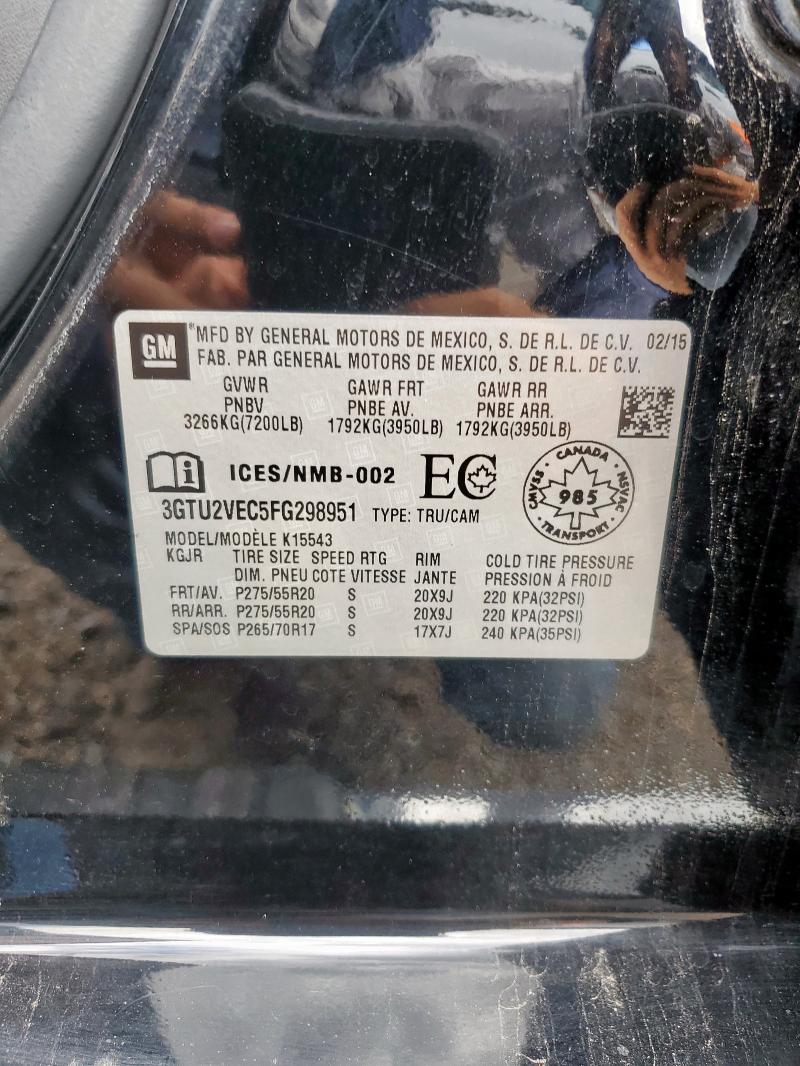 GM
®MFD BY GENERAL MOTORS DE MEXICO, S. DE R.L. DE C.V. 02/15
FAB. PAR GENERAL MOTORS DE MEXICO, S. DE R.L. DE C.V.
GVWR GAWR FRT GAWR RR
PNBV PNBE AV. PNBE ARR.
3266KG(7200LB) 1792KG(3950LB) 1792KG(3950LB)
i ICES/NMB-002 EC
CANADA
CMVSS 985 NSVAC
TRANSPORT
3GTU2VEC5FG298951 TYPE: TRU/CAM
MODEL/MODÈLE K15543
KGJR TIRE SIZE SPEED RTG RIM COLD TIRE PRESSURE
DIM. PNEU COTE VITESSE JANTE PRESSION À FROID
FRT/AV. P275/55R20 S 20X9J 220 KPA(32PSI)
RR/ARR. P275/55R20 S 20X9J 220 KPA(32PSI)
SPA/SOS P265/70R17 S 17X7J 240 KPA(35PSI)